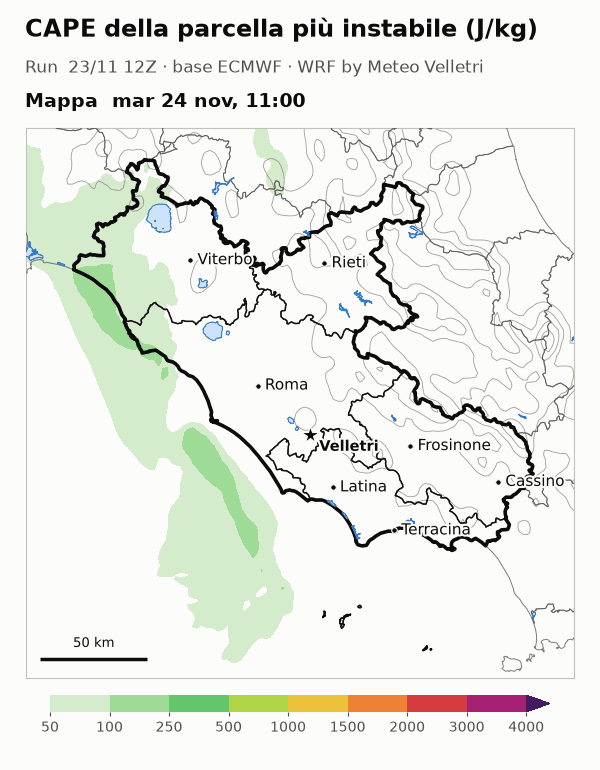 CAPE della parcella più instabile (J/kg)
Run 23/11 12Z · base ECMWF · WRF by Meteo Velletri
Mappa mar 24 nov, 11:00
Viterbo
Rieti
Roma
Velletri
Frosinone
Latina
Cassino
Terracina
50 km
50 100 250 500 1000 1500 2000 3000 4000